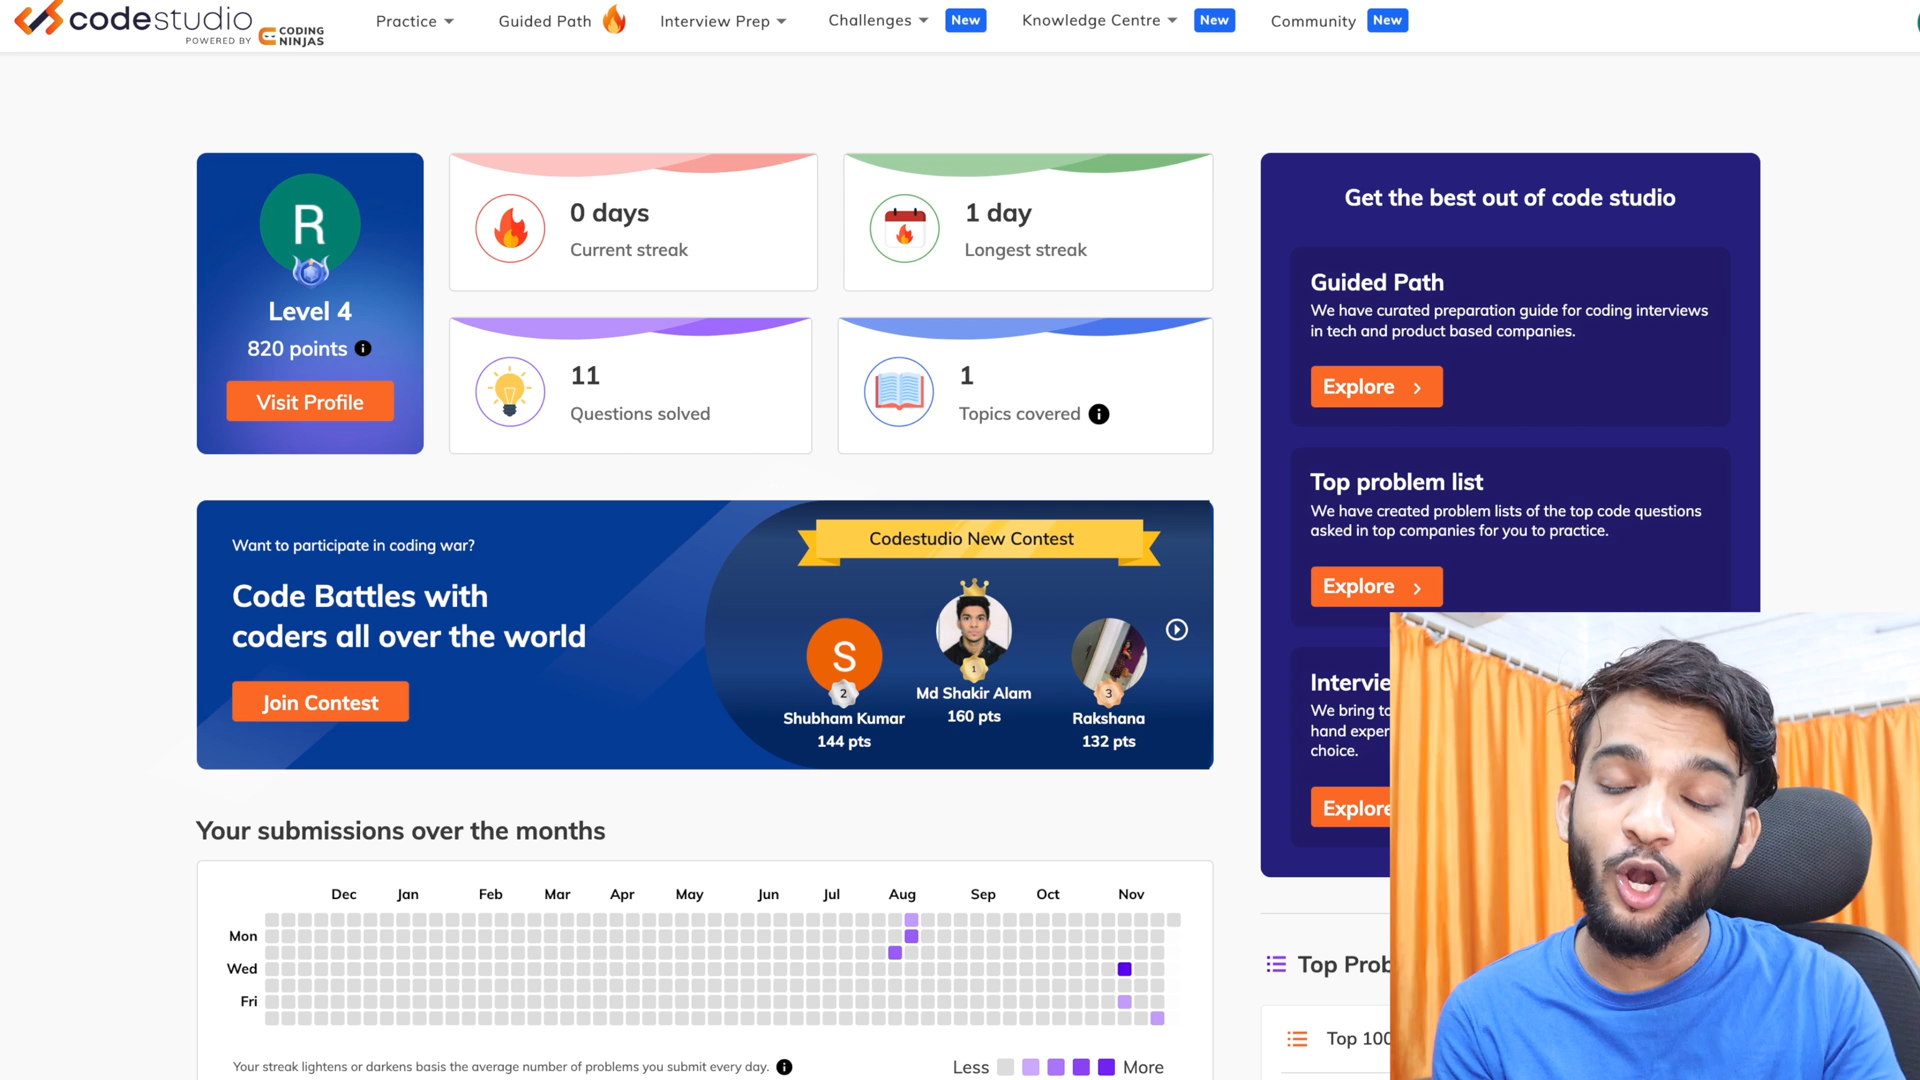 codestudio
POWERED BY CODING NINJAS
Practice
Guided Path
Interview Prep
Challenges
New
Knowledge Centre
New
Community
New
R
Level 4
820 points
Visit Profile
0 days
Current streak
1 day
Longest streak
11
Questions solved
1
Topics covered
Want to participate in coding war?
Code Battles with
coders all over the world
Join Contest
Codestudio New Contest
S
2
Shubham Kumar
144 pts
1
Md Shakir Alam
160 pts
3
Rakshana
132 pts
Get the best out of code studio
Guided Path
We have curated preparation guide for coding interviews
in tech and product based companies.
Explore
Top problem list
We have created problem lists of the top code questions
asked in top companies for you to practice.
Explore
Intervie
We bring to
hand exper
choice.
Explore
Your submissions over the months
Dec Jan Feb Mar Apr May Jun Jul Aug Sep Oct Nov
Mon
Wed
Fri
Your streak lightens or darkens basis the average number of problems you submit every day.
Less More
Top Prob
Top 100